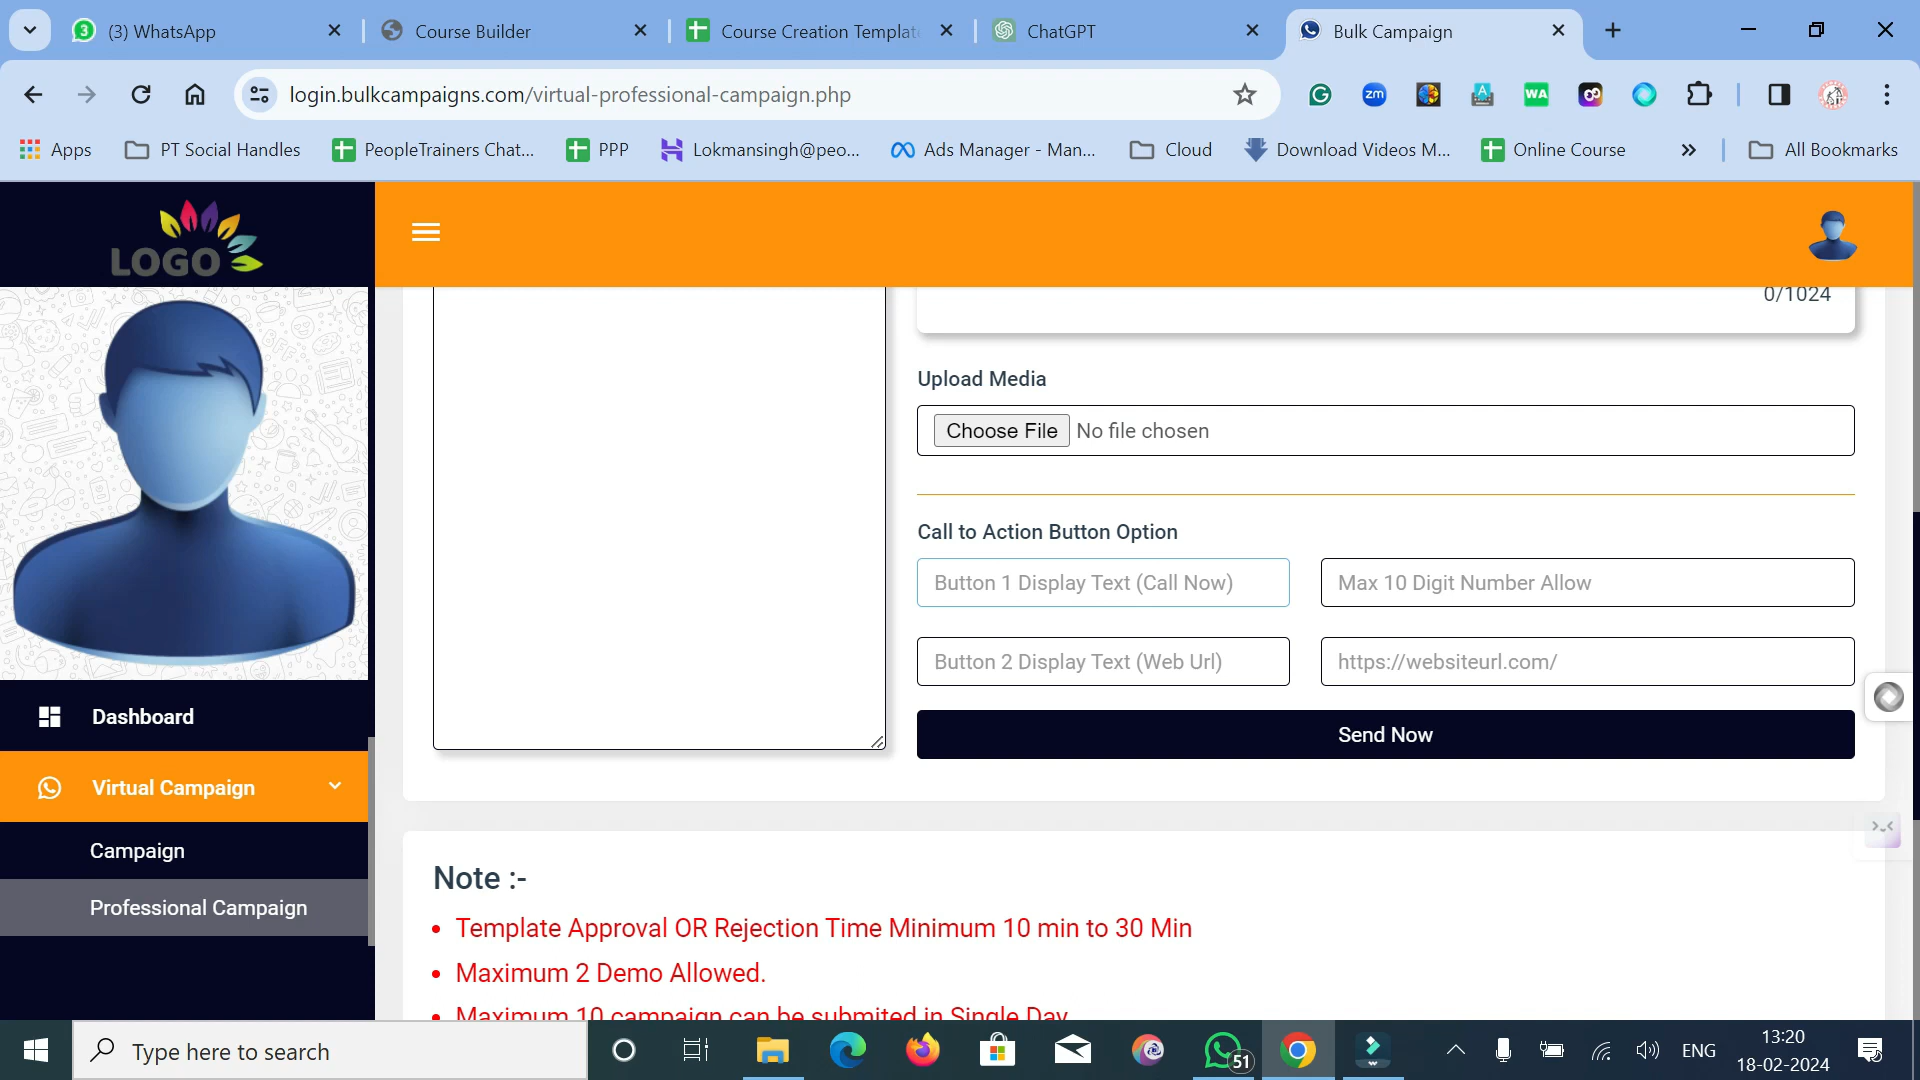 3 (3) WhatsApp
Course Builder
Course Creation Templat
ChatGPT
Bulk Campaign
login.bulkcampaigns.com/virtual-professional-campaign.php
zm
A
WA
Apps
PT Social Handles
PeopleTrainers Chat...
PPP
Lokmansingh@peo...
Ads Manager - Man...
Cloud
Download Videos M...
Online Course
All Bookmarks
LOGO
0/1024
Upload Media
Choose File No file chosen
Call to Action Button Option
Button 1 Display Text (Call Now)
Max 10 Digit Number Allow
Button 2 Display Text (Web Url)
https://websiteurl.com/
Send Now
Dashboard
Virtual Campaign
Campaign
Professional Campaign
Note :-
• Template Approval OR Rejection Time Minimum 10 min to 30 Min
• Maximum 2 Demo Allowed.
• Maximum 10 campaign can be submited in Single Day
Type here to search
51
ENG
13:20
18-02-2024